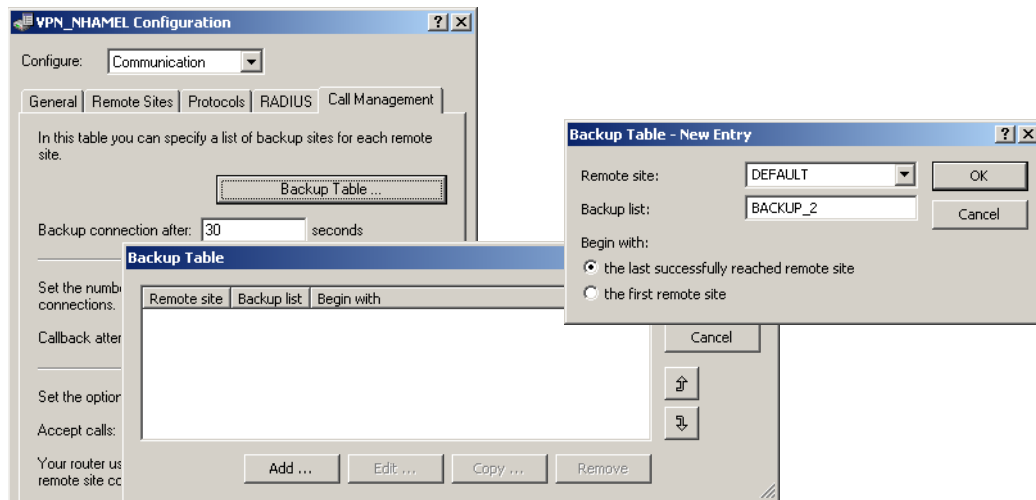 VPN_NHAMEL Configuration
Configure: Communication
General Remote Sites Protocols RADIUS Call Management
In this table you can specify a list of backup sites for each remote
site.
Backup Table ...
Backup connection after: 30 seconds
Set the numb
connections.
Callback atter
Set the option
Accept calls:
Your router us
remote site co
Backup Table
Remote site Backup list Begin with
Cancel
Add ... Edit ... Copy ... Remove
Backup Table - New Entry
Remote site: DEFAULT
OK
Backup list: BACKUP_2
Cancel
Begin with:
the last successfully reached remote site
the first remote site